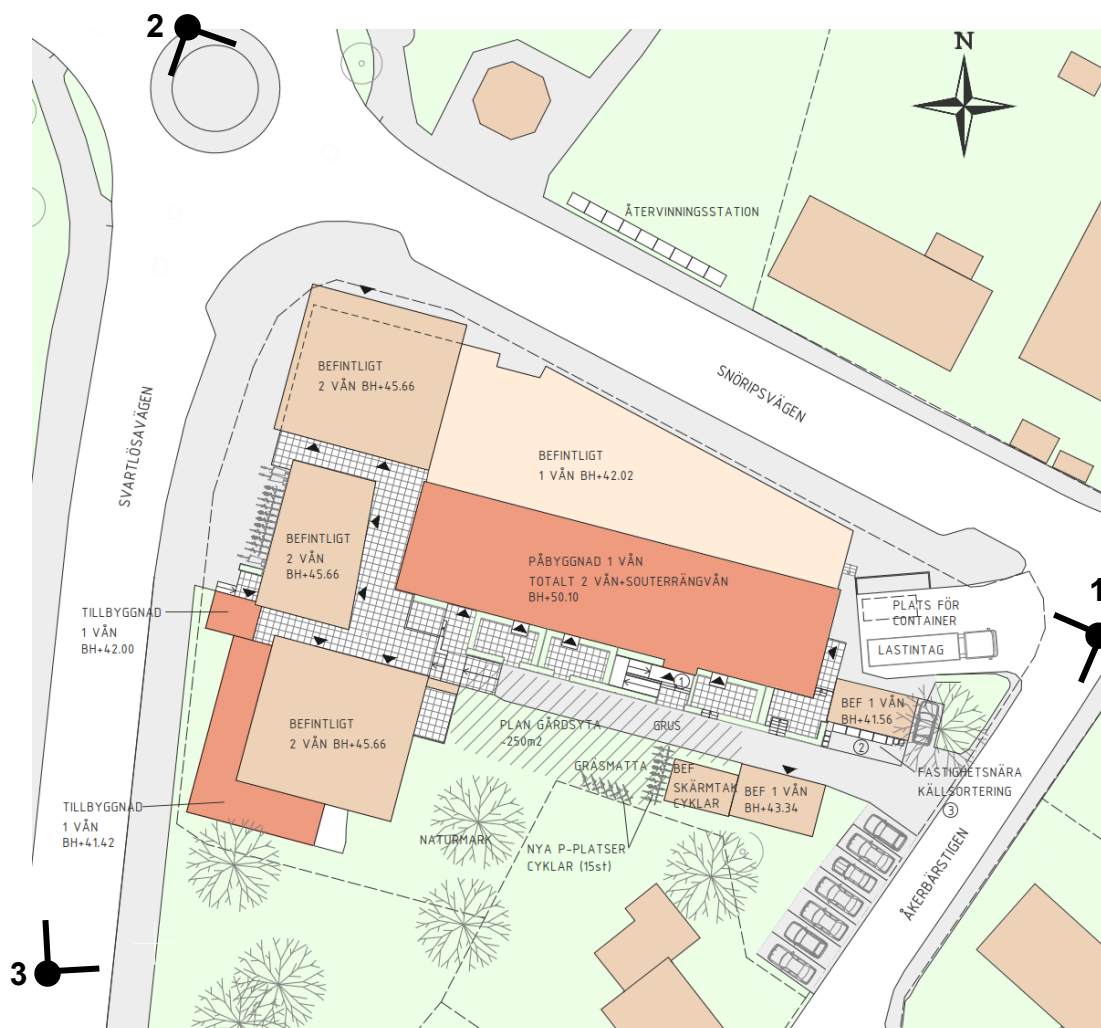 2
N
ÅTERVINNINGSSTATION
1
SNÖRIPSVÄGEN
SVARTLÖSAVÄGEN
BEFINTLIGT
2 VÅN BH+45.66
BEFINTLIGT
1 VÅN BH+42.02
BEFINTLIGT
2 VÅN
BH+45.66
PÅBYGGNAD 1 VÅN
TOTALT 2 VÅN+SOUTERRÄNGVÅN
BH+50.10
TILLBYGGNAD
1 VÅN
BH+42.00
PLATS FÖR
CONTAINER
LASTINTAG
1
BEF 1 VÅN
BH+41.56
2
BEFINTLIGT
2 VÅN BH+45.66
PLAN GÅRDSYTA
~250m2
GRUS
GRÄSMATTA
BEF
SKÄRMTAK
CYKLAR
BEF 1 VÅN
BH+43.34
FASTIGHETSNÄRA
KÄLLSORTERING
3
TILLBYGGNAD
1 VÅN
BH+41.42
NATURMARK
NYA P-PLATSER
CYKLAR (15st)
ÅKERBÄRSTIGEN
3